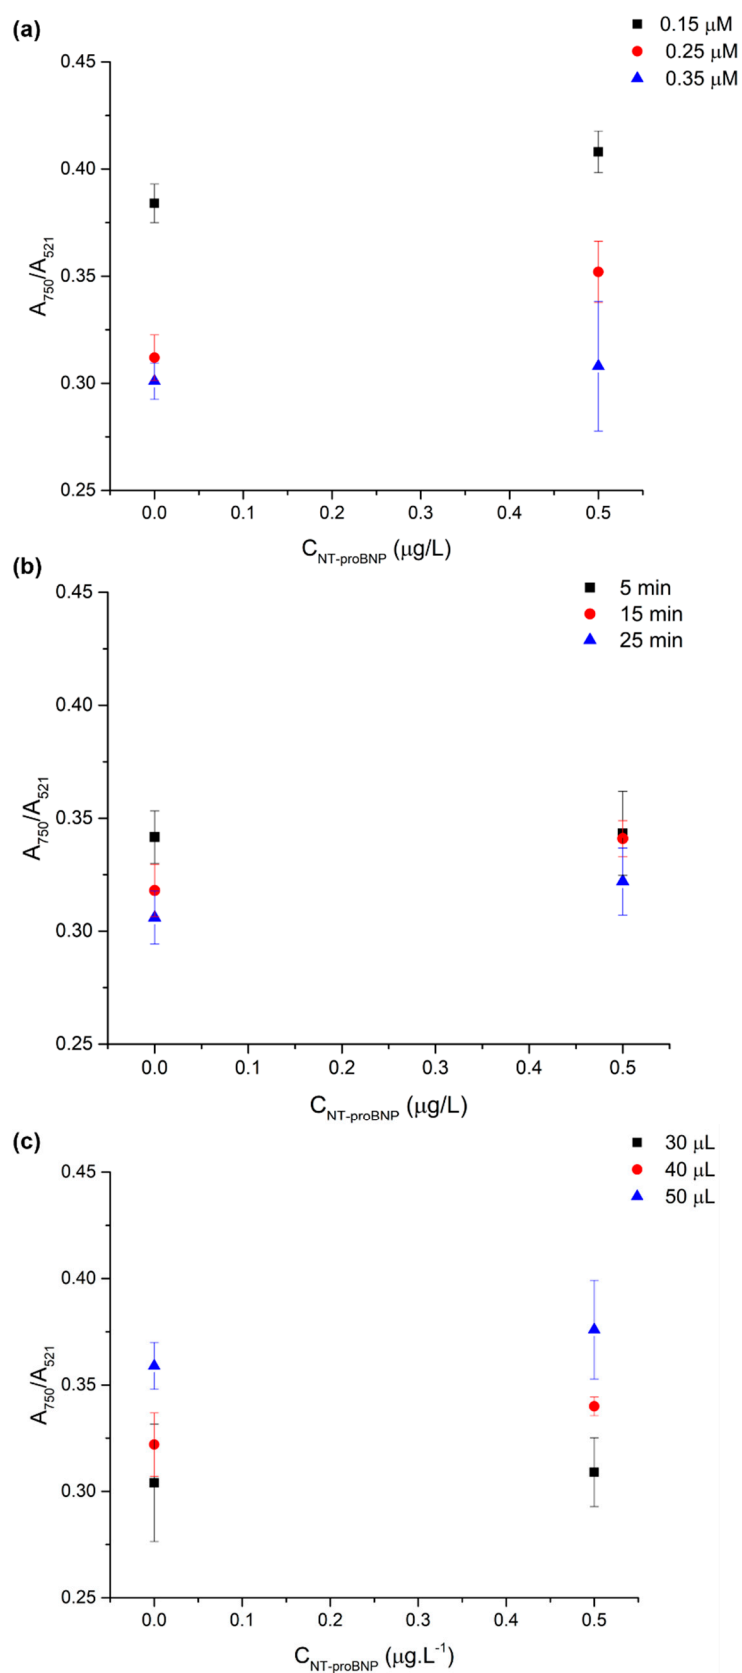 (a)
0.15 μM
0.25 μM
0.35 μM
0.45
0.40
0.35
0.30
0.25
A750/A521
0.0 0.1 0.2 0.3 0.4 0.5
CNT-proBNP (μg/L)
(b)
5 min
15 min
25 min
0.45
0.40
0.35
0.30
0.25
A750/A521
0.0 0.1 0.2 0.3 0.4 0.5
CNT-proBNP (μg/L)
(c)
30 μL
40 μL
50 μL
0.45
0.40
0.35
0.30
0.25
A750/A521
0.0 0.1 0.2 0.3 0.4 0.5
CNT-proBNP (μg.L-1)